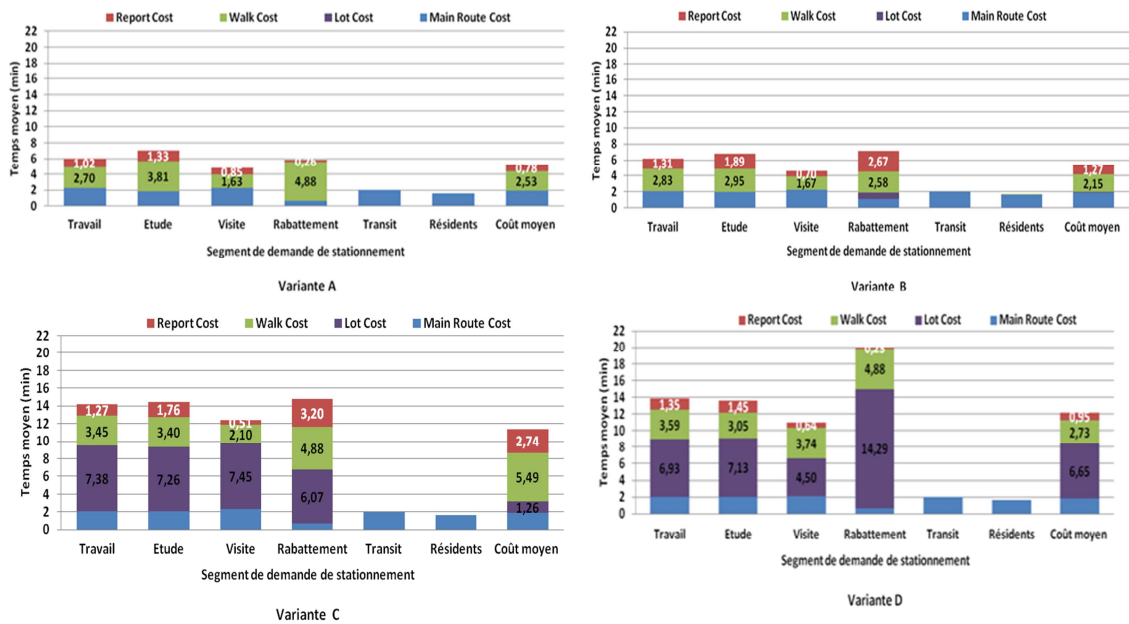 Report Cost Walk Cost Lot Cost Main Route Cost
Temps moyen (min)
22
20
18
16
14
12
10
8
6
4
2
0
1,02 1,33 0,85 0,28 0,78
2,70 3,81 1,63 4,88 2,53
Travail Etude Visite Rabattement Transit Résidents Coût moyen
Segment de demande de stationnement
Variante A
Report Cost Walk Cost Lot Cost Main Route Cost
Temps moyen (min)
22
20
18
16
14
12
10
8
6
4
2
0
1,31 1,89 0,70 2,67 1,27
2,83 2,95 1,67 2,58 2,15
Travail Etude Visite Rabattement Transit Résidents Coût moyen
Segment de demande de stationnement
Variante B
Report Cost Walk Cost Lot Cost Main Route Cost
Temps moyen (min)
22
20
18
16
14
12
10
8
6
4
2
0
1,27 1,76 0,51 3,20 2,74
3,45 3,40 2,10 4,88 5,49
7,38 7,26 7,45 6,07 1,26
Travail Etude Visite Rabattement Transit Résidents Coût moyen
Segment de demande de stationnement
Variante C
Report Cost Walk Cost Lot Cost Main Route Cost
Temps moyen (min)
22
20
18
16
14
12
10
8
6
4
2
0
1,35 1,45 0,64 0,95
3,59 3,05 3,74 4,88 2,73
6,93 7,13 4,50 14,29 6,65
Travail Etude Visite Rabattement Transit Résidents Coût moyen
Segment de demande de stationnement
Variante D